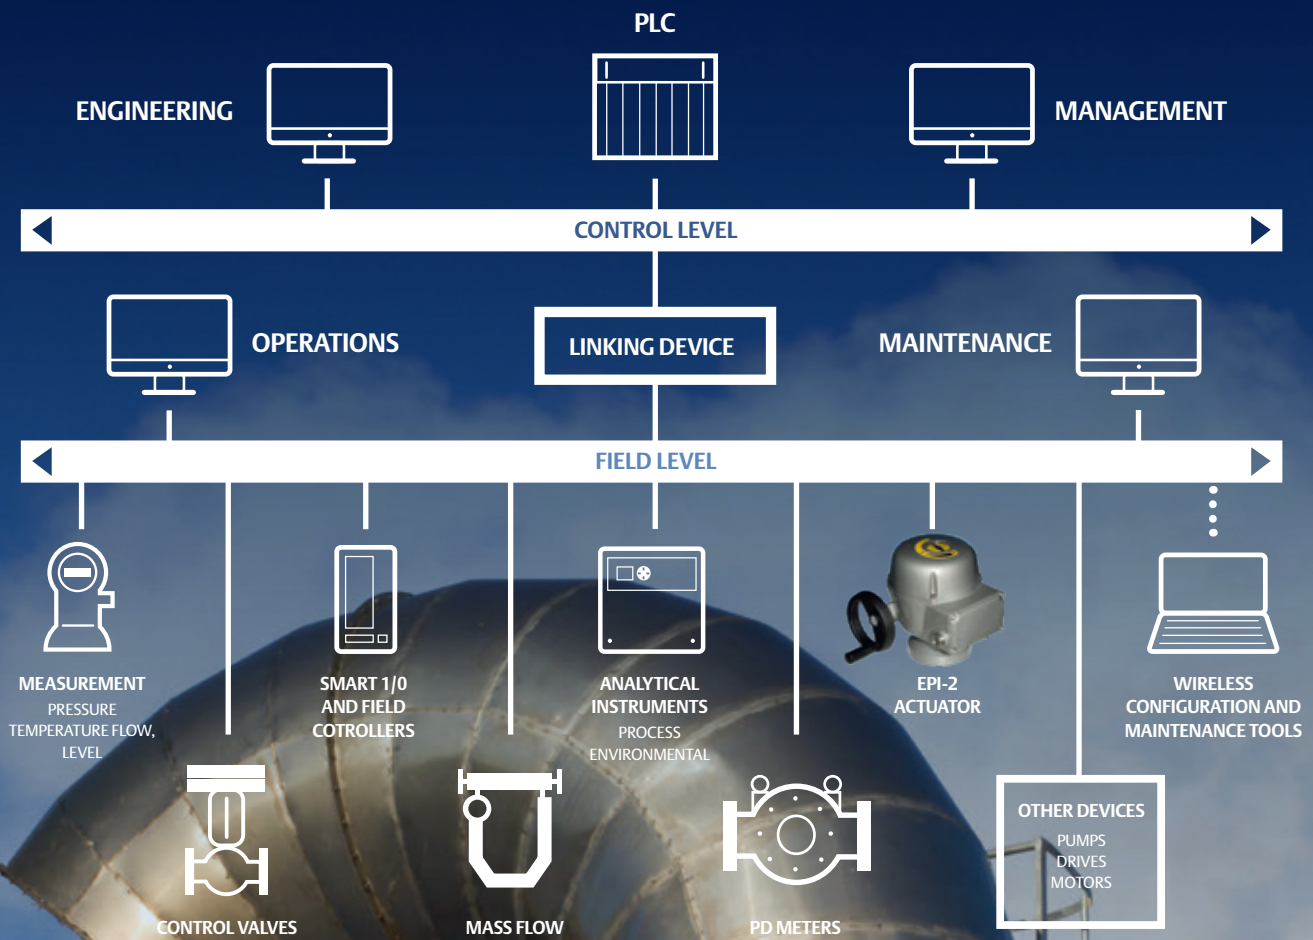 PLC
ENGINEERING
MANAGEMENT
CONTROL LEVEL
OPERATIONS
LINKING DEVICE
MAINTENANCE
FIELD LEVEL
MEASUREMENT
PRESSURE
TEMPERATURE FLOW,
LEVEL
SMART 1/0
AND FIELD
COTROLLERS
ANALYTICAL
INSTRUMENTS
PROCESS
ENVIRONMENTAL
EPI-2
ACTUATOR
WIRELESS
CONFIGURATION AND
MAINTENANCE TOOLS
CONTROL VALVES
MASS FLOW
PD METERS
OTHER DEVICES
PUMPS
DRIVES
MOTORS